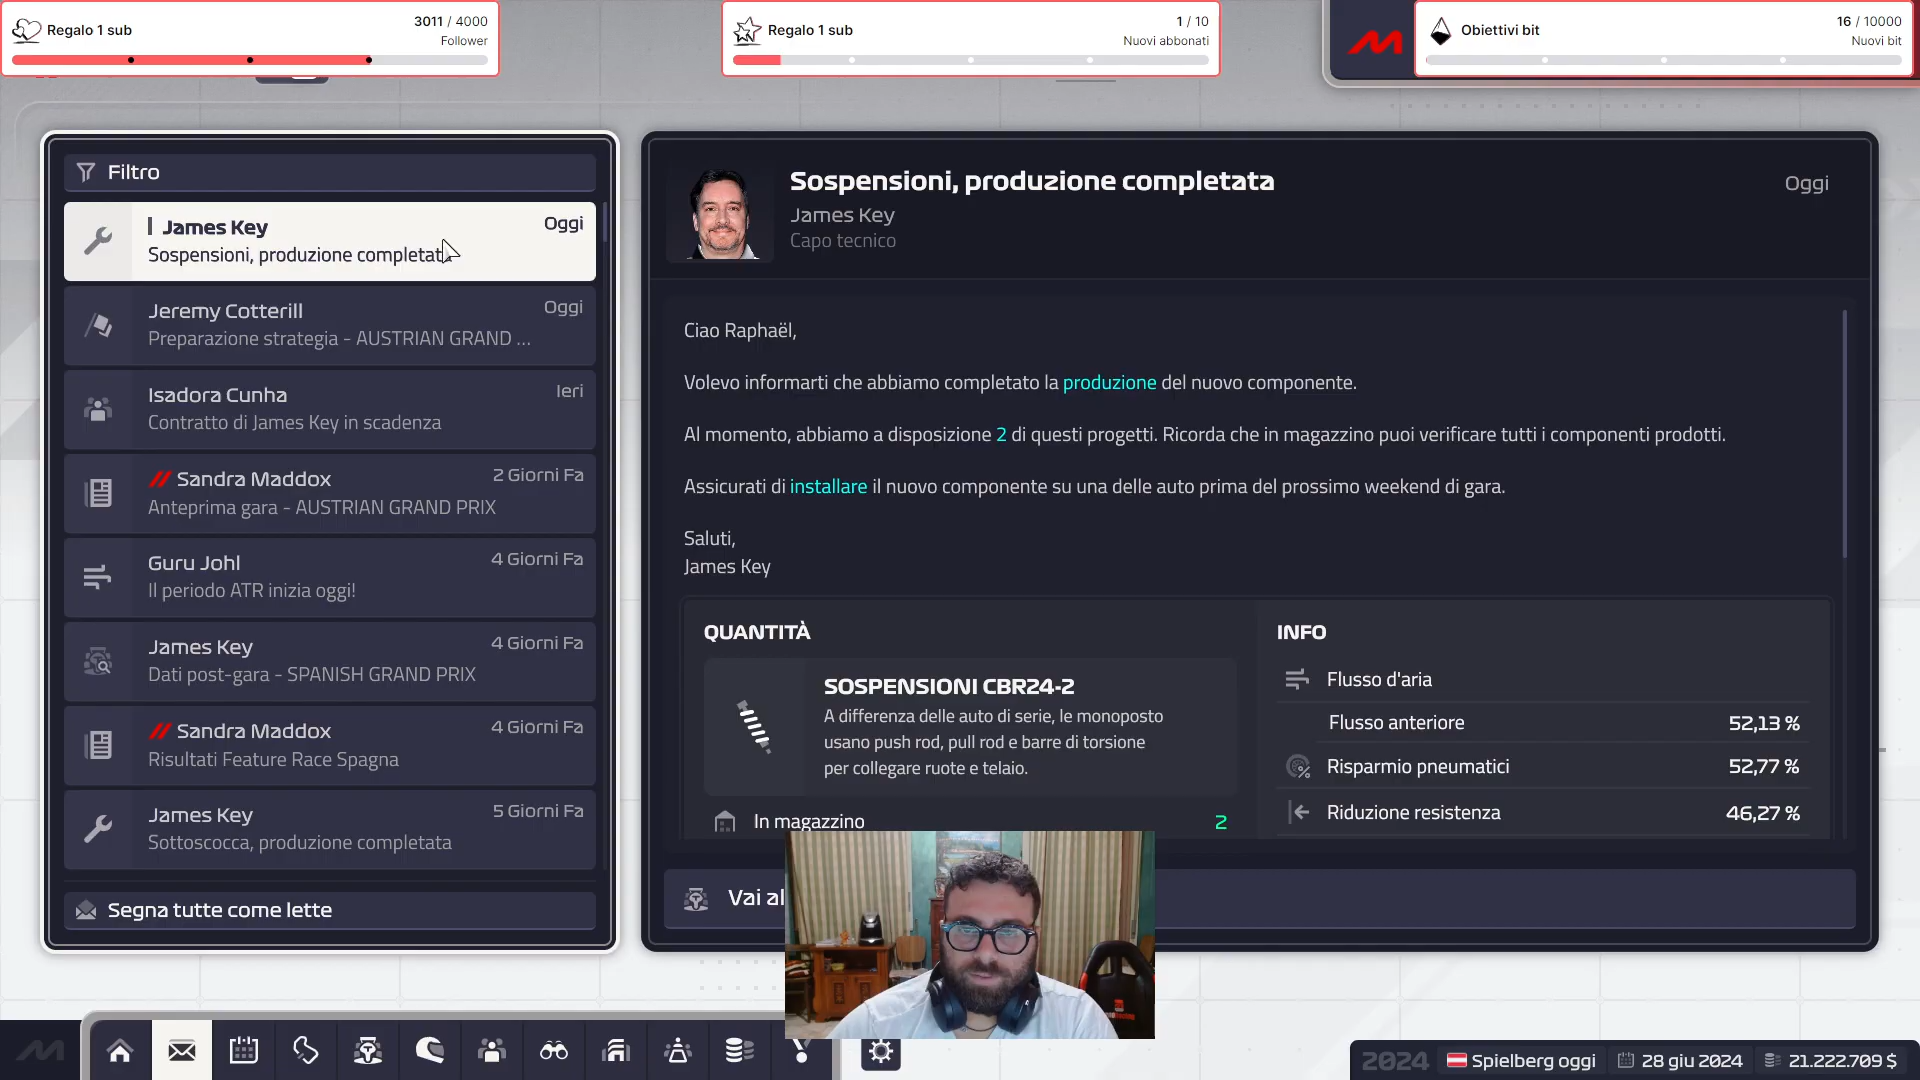 Regalo 1 sub
3011 / 4000
Follower
Regalo 1 sub
1 / 10
Nuovi abbonati
Obiettivi bit
16 / 10000
Nuovi bit
Filtro
James Key
Oggi
Sospensioni, produzione completata
Jeremy Cotterill
Oggi
Preparazione strategia - AUSTRIAN GRAND ...
Isadora Cunha
Ieri
Contratto di James Key in scadenza
Sandra Maddox
2 Giorni Fa
Anteprima gara - AUSTRIAN GRAND PRIX
Guru Johl
4 Giorni Fa
Il periodo ATR inizia oggi!
James Key
4 Giorni Fa
Dati post-gara - SPANISH GRAND PRIX
Sandra Maddox
4 Giorni Fa
Risultati Feature Race Spagna
James Key
5 Giorni Fa
Sottoscocca, produzione completata
Segna tutte come lette
Sospensioni, produzione completata
Oggi
James Key
Capo tecnico
Ciao Raphaël,
Volevo informarti che abbiamo completato la produzione del nuovo componente.
Al momento, abbiamo a disposizione 2 di questi progetti. Ricorda che in magazzino puoi verificare tutti i componenti prodotti.
Assicurati di installare il nuovo componente su una delle auto prima del prossimo weekend di gara.
Saluti,
James Key
QUANTITÀ
SOSPENSIONI CBR24-2
A differenza delle auto di serie, le monoposto
usano push rod, pull rod e barre di torsione
per collegare ruote e telaio.
In magazzino
2
INFO
Flusso d'aria
Flusso anteriore
52,13 %
Risparmio pneumatici
52,77 %
Riduzione resistenza
46,27 %
Vai al
2024
Spielberg oggi
28 giu 2024
21.222.709 $